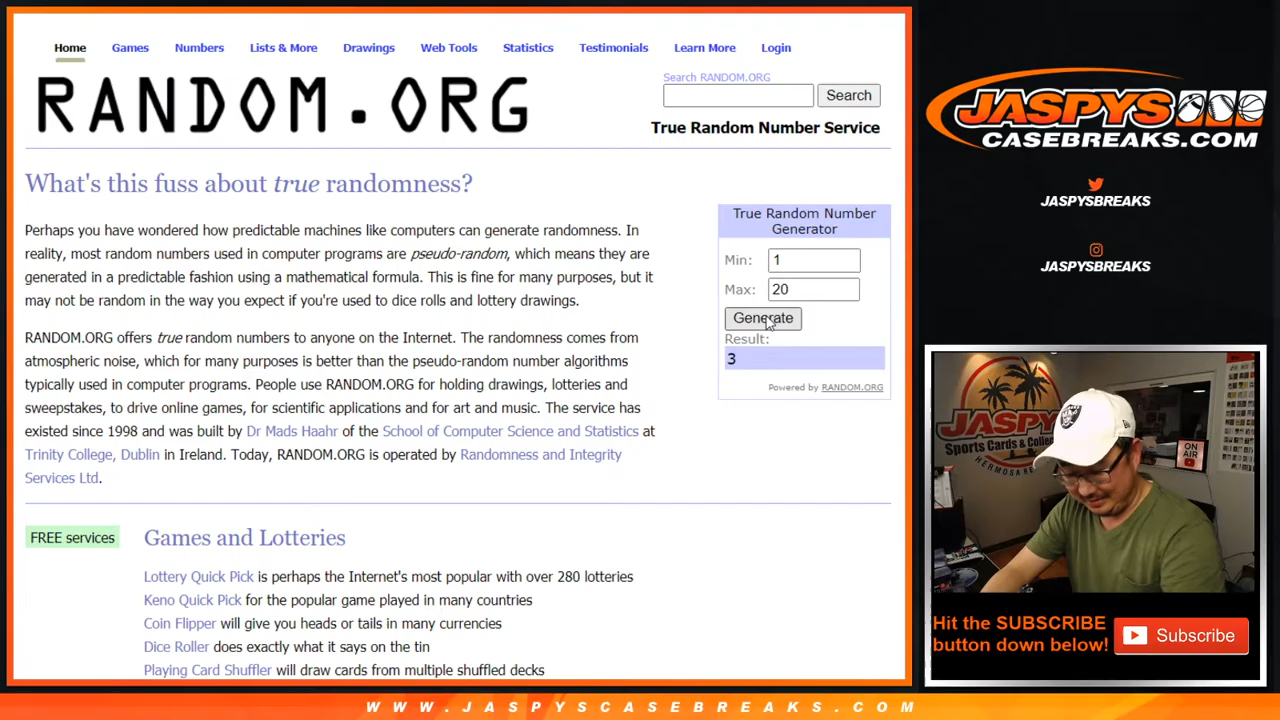 Home Games Numbers Lists & More Drawings Web Tools Statistics Testimonials Learn More Login
RANDOM.ORG
Search RANDOM.ORG
Search
True Random Number Service
What's this fuss about true randomness?
Perhaps you have wondered how predictable machines like computers can generate randomness. In
reality, most random numbers used in computer programs are pseudo-random, which means they are
generated in a predictable fashion using a mathematical formula. This is fine for many purposes, but it
may not be random in the way you expect if you're used to dice rolls and lottery drawings.
RANDOM.ORG offers true random numbers to anyone on the Internet. The randomness comes from
atmospheric noise, which for many purposes is better than the pseudo-random number algorithms
typically used in computer programs. People use RANDOM.ORG for holding drawings, lotteries and
sweepstakes, to drive online games, for scientific applications and for art and music. The service has
existed since 1998 and was built by Dr Mads Haahr of the School of Computer Science and Statistics at
Trinity College, Dublin in Ireland. Today, RANDOM.ORG is operated by Randomness and Integrity
Services Ltd.
True Random Number
Generator
Min: 1
Max: 20
Generate
Result:
3
Powered by RANDOM.ORG
FREE services
Games and Lotteries
Lottery Quick Pick is perhaps the Internet's most popular with over 280 lotteries
Keno Quick Pick for the popular game played in many countries
Coin Flipper will give you heads or tails in many currencies
Dice Roller does exactly what it says on the tin
Playing Card Shuffler will draw cards from multiple shuffled decks
JASPYS
CASEBREAKS.COM
JASPYSBREAKS
JASPYSBREAKS
JASPY
Sports Cards & Colle
HERMOSA
ON
AIR
Hit the SUBSCRIBE
button down below!
Subscribe
WWW.JASPYSCASEBREAKS.COM